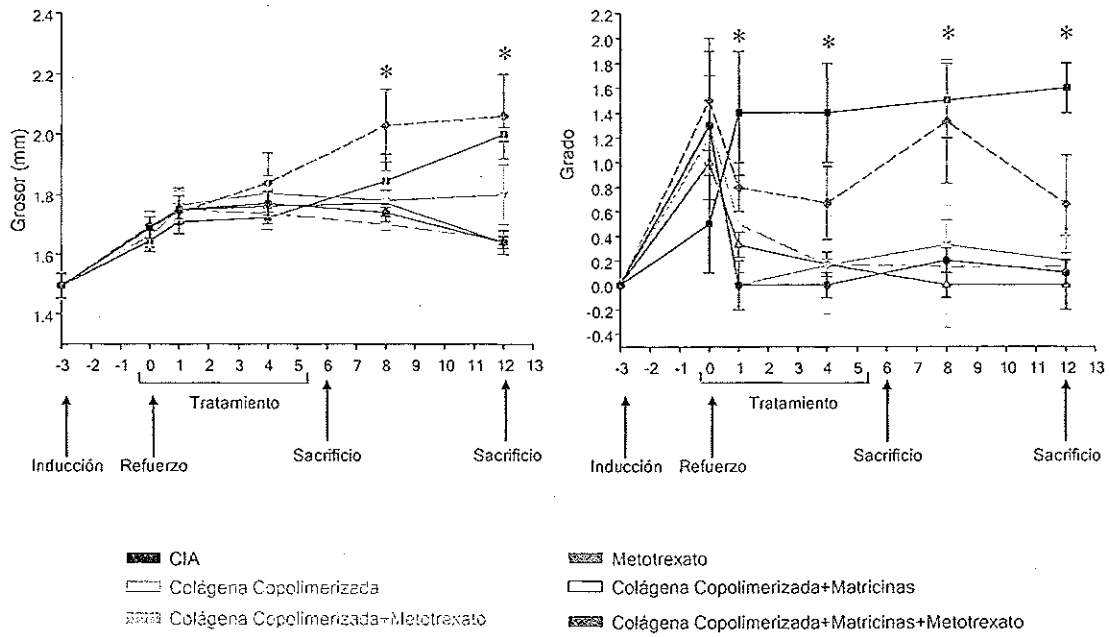 2.4
2.2
2.0
1.8
1.6
1.4
Grosor (mm)
* *
-3 -2 -1 0 1 2 3 4 5 6 7 8 9 10 11 12 13
Tratamiento
Inducción Refuerzo Sacrificio Sacrificio
2.2
2.0
1.8
1.6
1.4
1.2
1.0
0.8
0.6
0.4
0.2
0.0
-0.2
-0.4
Grado
* * * *
-3 -2 -1 0 1 2 3 4 5 6 7 8 9 10 11 12 13
Tratamiento
Inducción Refuerzo Sacrificio Sacrificio
CIA
Colágena Copolimerizada
Colágena Copolimerizada+Metotrexato
Metotrexato
Colágena Copolimerizada+Matricinas
Colágena Copolimerizada+Matricinas+Metotrexato